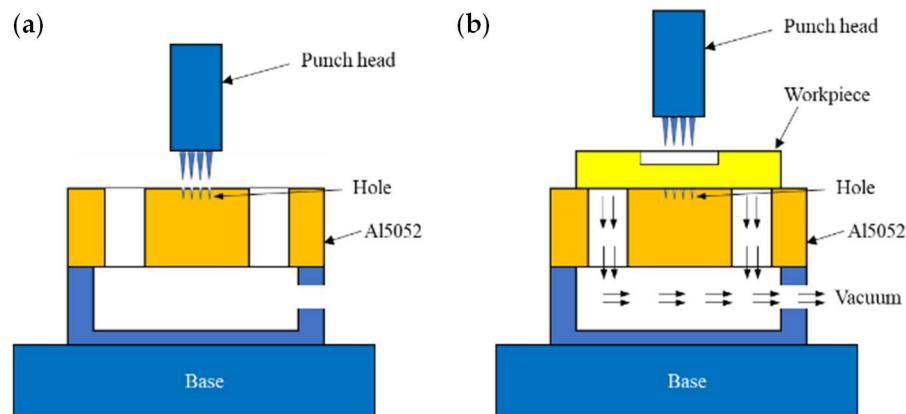 (a)
Punch head
Hole
Al5052
Base
(b)
Punch head
Workpiece
Hole
Al5052
Vacuum
Base